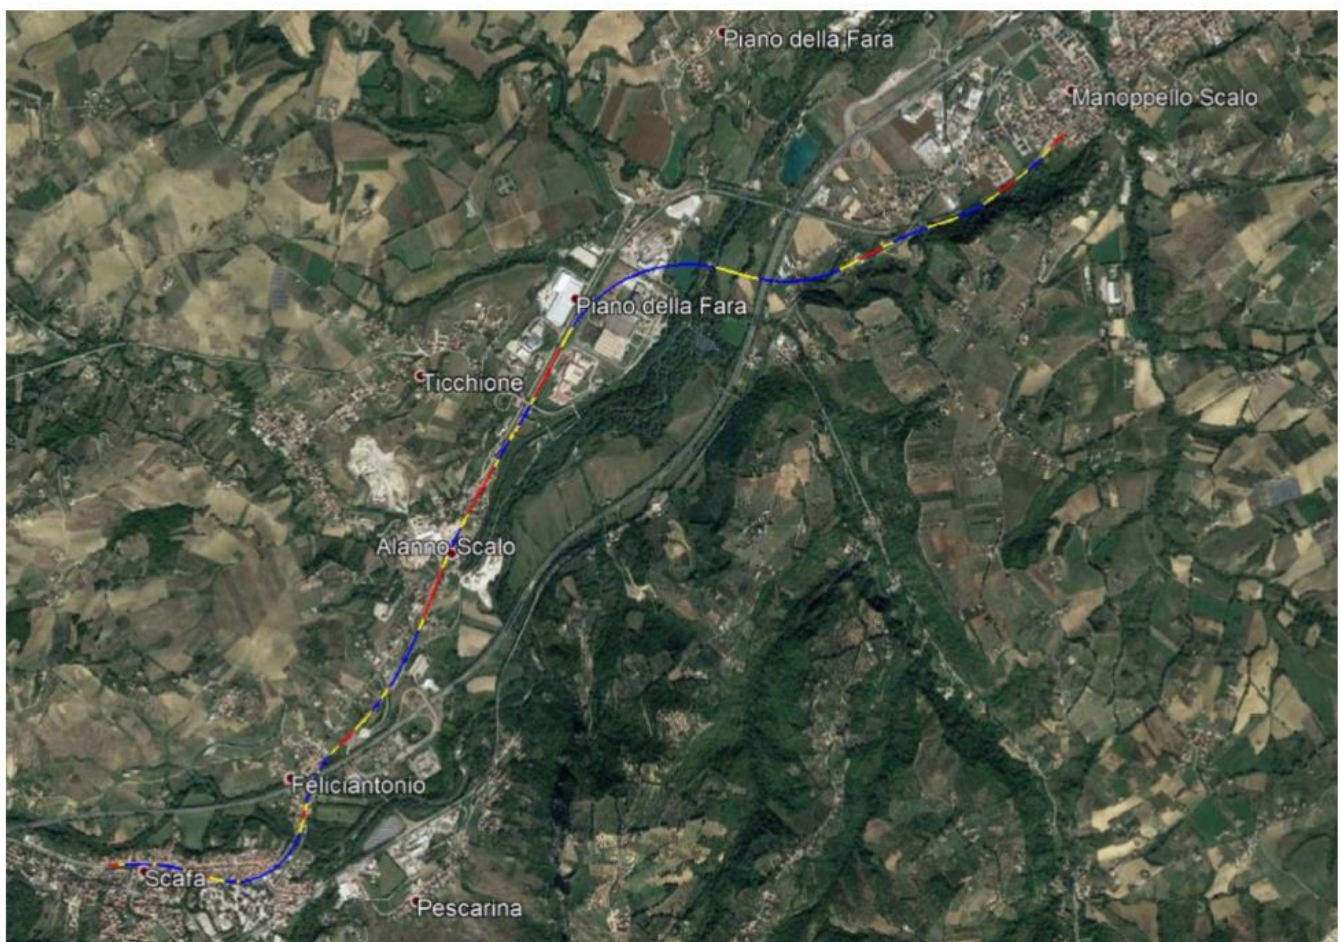 Piano della Fara
Manoppello Scalo
Piano della Fara
Ticchione
Alanno Scalo
Feliciantonio
Scafa
Pescarina